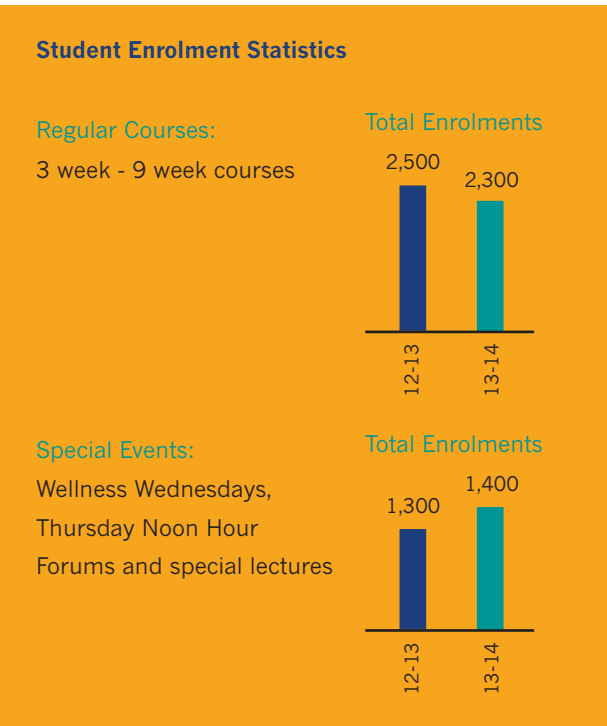 Student Enrolment Statistics
Regular Courses:
3 week - 9 week courses
Total Enrolments
2,500
2,300
12-13
13-14
Special Events:
Wellness Wednesdays,
Thursday Noon Hour
Forums and special lectures
Total Enrolments
1,300
1,400
12-13
13-14